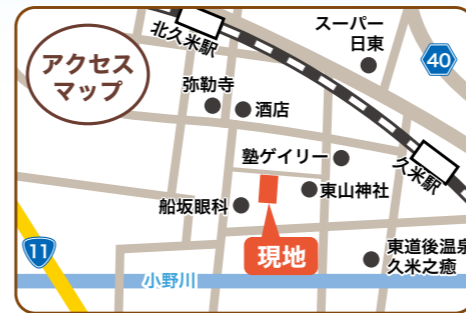 アクセス
マップ
北久米駅
スーパー
日東
40
弥勒寺
酒店
塾ゲイリー
久米駅
東山神社
船坂眼科
現地
11
小野川
東道後温泉
久米之癒